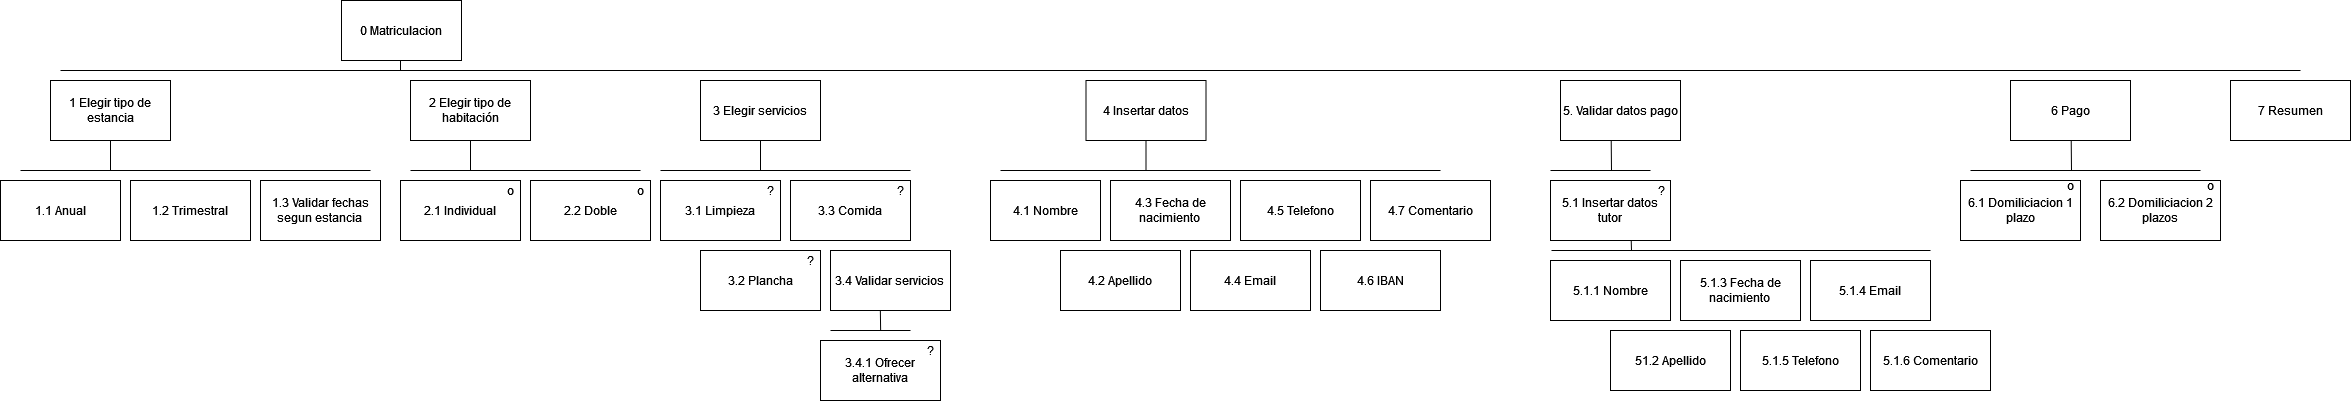 0 Matriculacion
1 Elegir tipo de
estancia
2 Elegir tipo de
habitación
3 Elegir servicios
4 Insertar datos
5. Validar datos pago
6 Pago
7 Resumen
1.1 Anual
1.2 Trimestral
1.3 Validar fechas
segun estancia
o
2.1 Individual
o
2.2 Doble
?
3.1 Limpieza
?
3.3 Comida
4.1 Nombre
4.3 Fecha de
nacimiento
4.5 Telefono
4.7 Comentario
?
5.1 Insertar datos
tutor
o
6.1 Domiliciacion 1
plazo
o
6.2 Domiliciacion 2
plazos
?
3.2 Plancha
3.4 Validar servicios
4.2 Apellido
4.4 Email
4.6 IBAN
5.1.1 Nombre
5.1.3 Fecha de
nacimiento
5.1.4 Email
?
3.4.1 Ofrecer
alternativa
51.2 Apellido
5.1.5 Telefono
5.1.6 Comentario